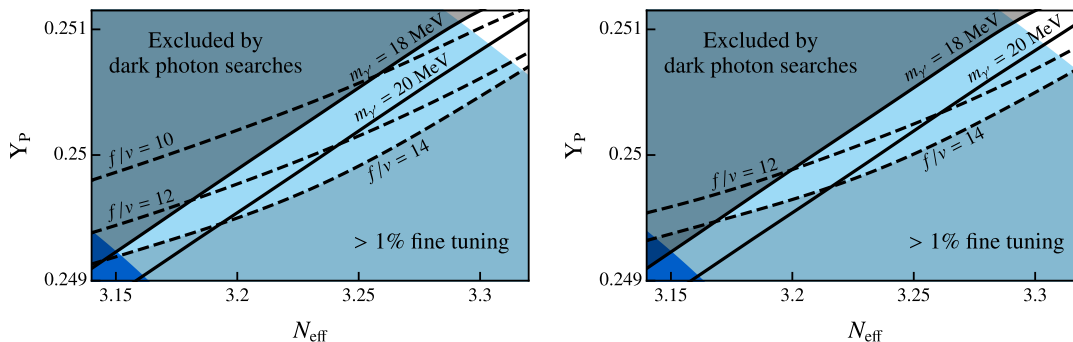 0.251
0.25
0.249
Y_P
Excluded by
dark photon searches
m_γ' = 18 MeV
m_γ' = 20 MeV
f/v = 10
f/v = 12
f/v = 14
> 1% fine tuning
3.15
3.2
3.25
3.3
N_eff
0.251
0.25
0.249
Y_P
Excluded by
dark photon searches
m_γ' = 18 MeV
m_γ' = 20 MeV
f/v = 12
f/v = 14
> 1% fine tuning
3.15
3.2
3.25
3.3
N_eff